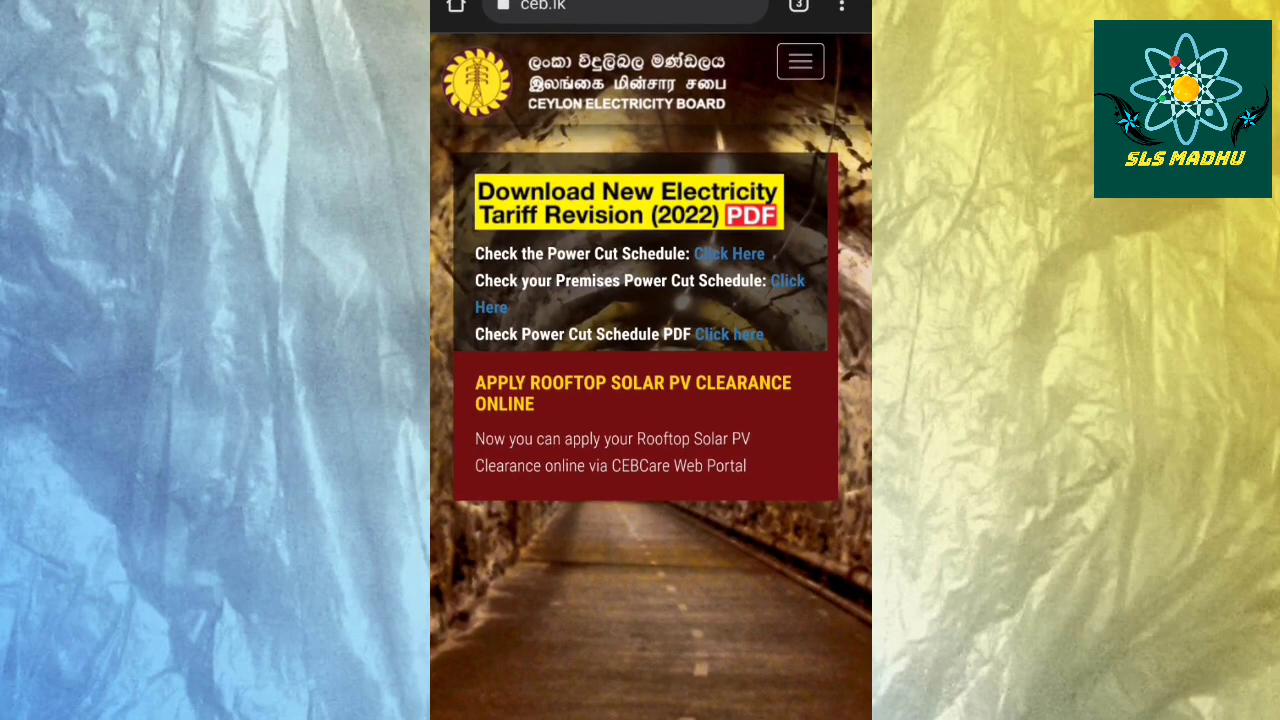 3
ceb.lk
ලංකා විදුලිබල මණ්ඩලය
இலங்கை மின்சார சபை
CEYLON ELECTRICITY BOARD
SLS MADHU
Download New Electricity
Tariff Revision (2022) PDF
Check the Power Cut Schedule: Click Here
Check your Premises Power Cut Schedule: Click
Here
Check Power Cut Schedule PDF Click here
APPLY ROOFTOP SOLAR PV CLEARANCE
ONLINE
Now you can apply your Rooftop Solar PV
Clearance online via CEBCare Web Portal